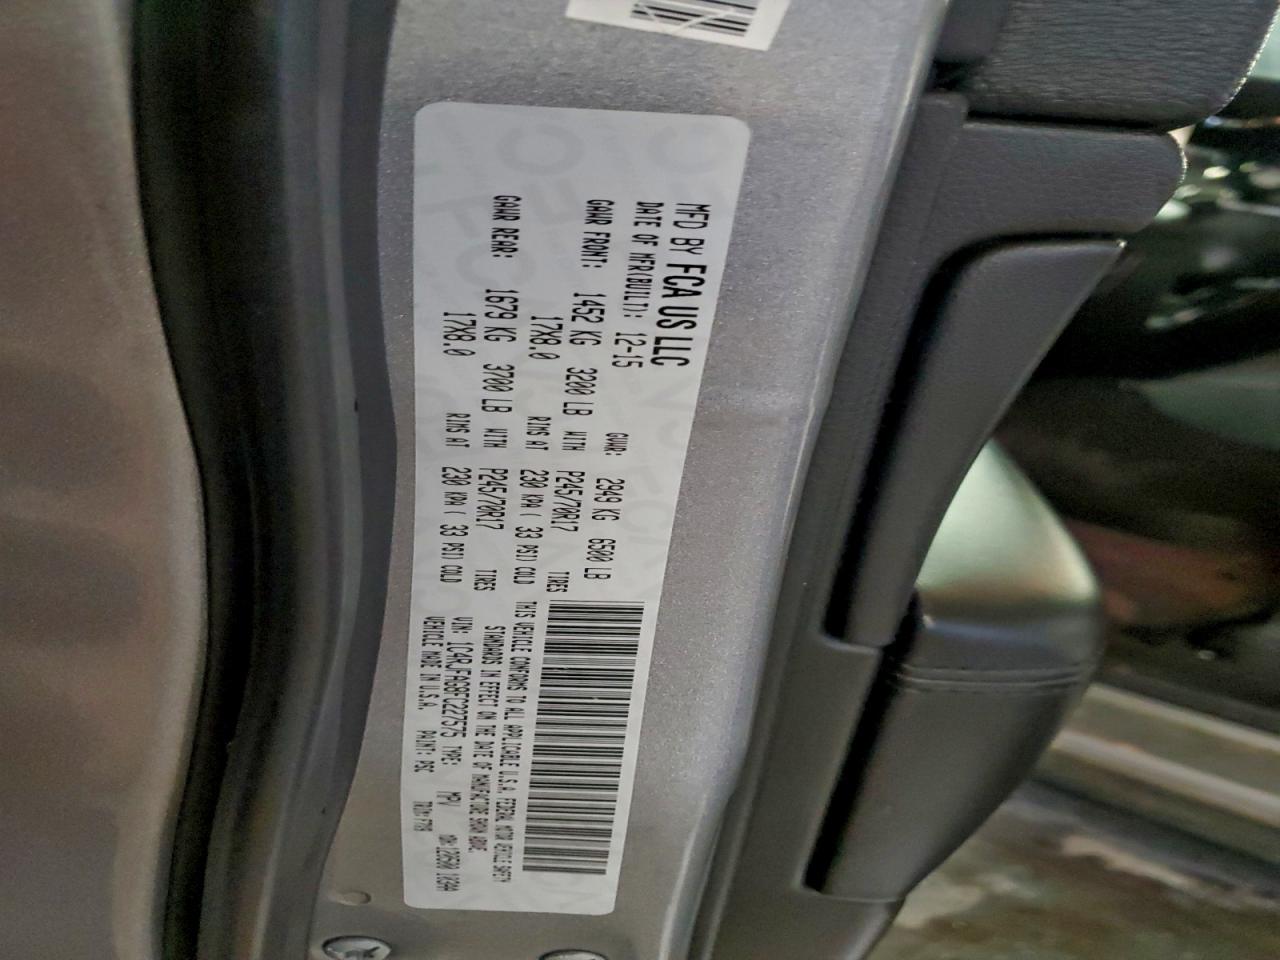 MFD BY FCA US LLC
DATE OF MFR(BUILT): 12-15 GVWR: 2949 KG 6500 LB
GAWR FRONT: 1452 KG 3200 LB WITH P245/70R17 TIRES
17X8.0 RIMS AT 230 KPA( 33 PSI) COLD
GAWR REAR: 1679 KG 3700 LB WITH P245/70R17 TIRES
17X8.0 RIMS AT 230 KPA( 33 PSI) COLD
THIS VEHICLE CONFORMS TO ALL APPLICABLE U.S.A. FEDERAL MOTOR VEHICLE SAFETY
STANDARDS IN EFFECT ON THE DATE OF MANUFACTURE SHOWN ABOVE.
VIN: 1C4RJFAG8FC227575 TYPE: MPV
VEHICLE MADE IN U.S.A. PAINT: PSC